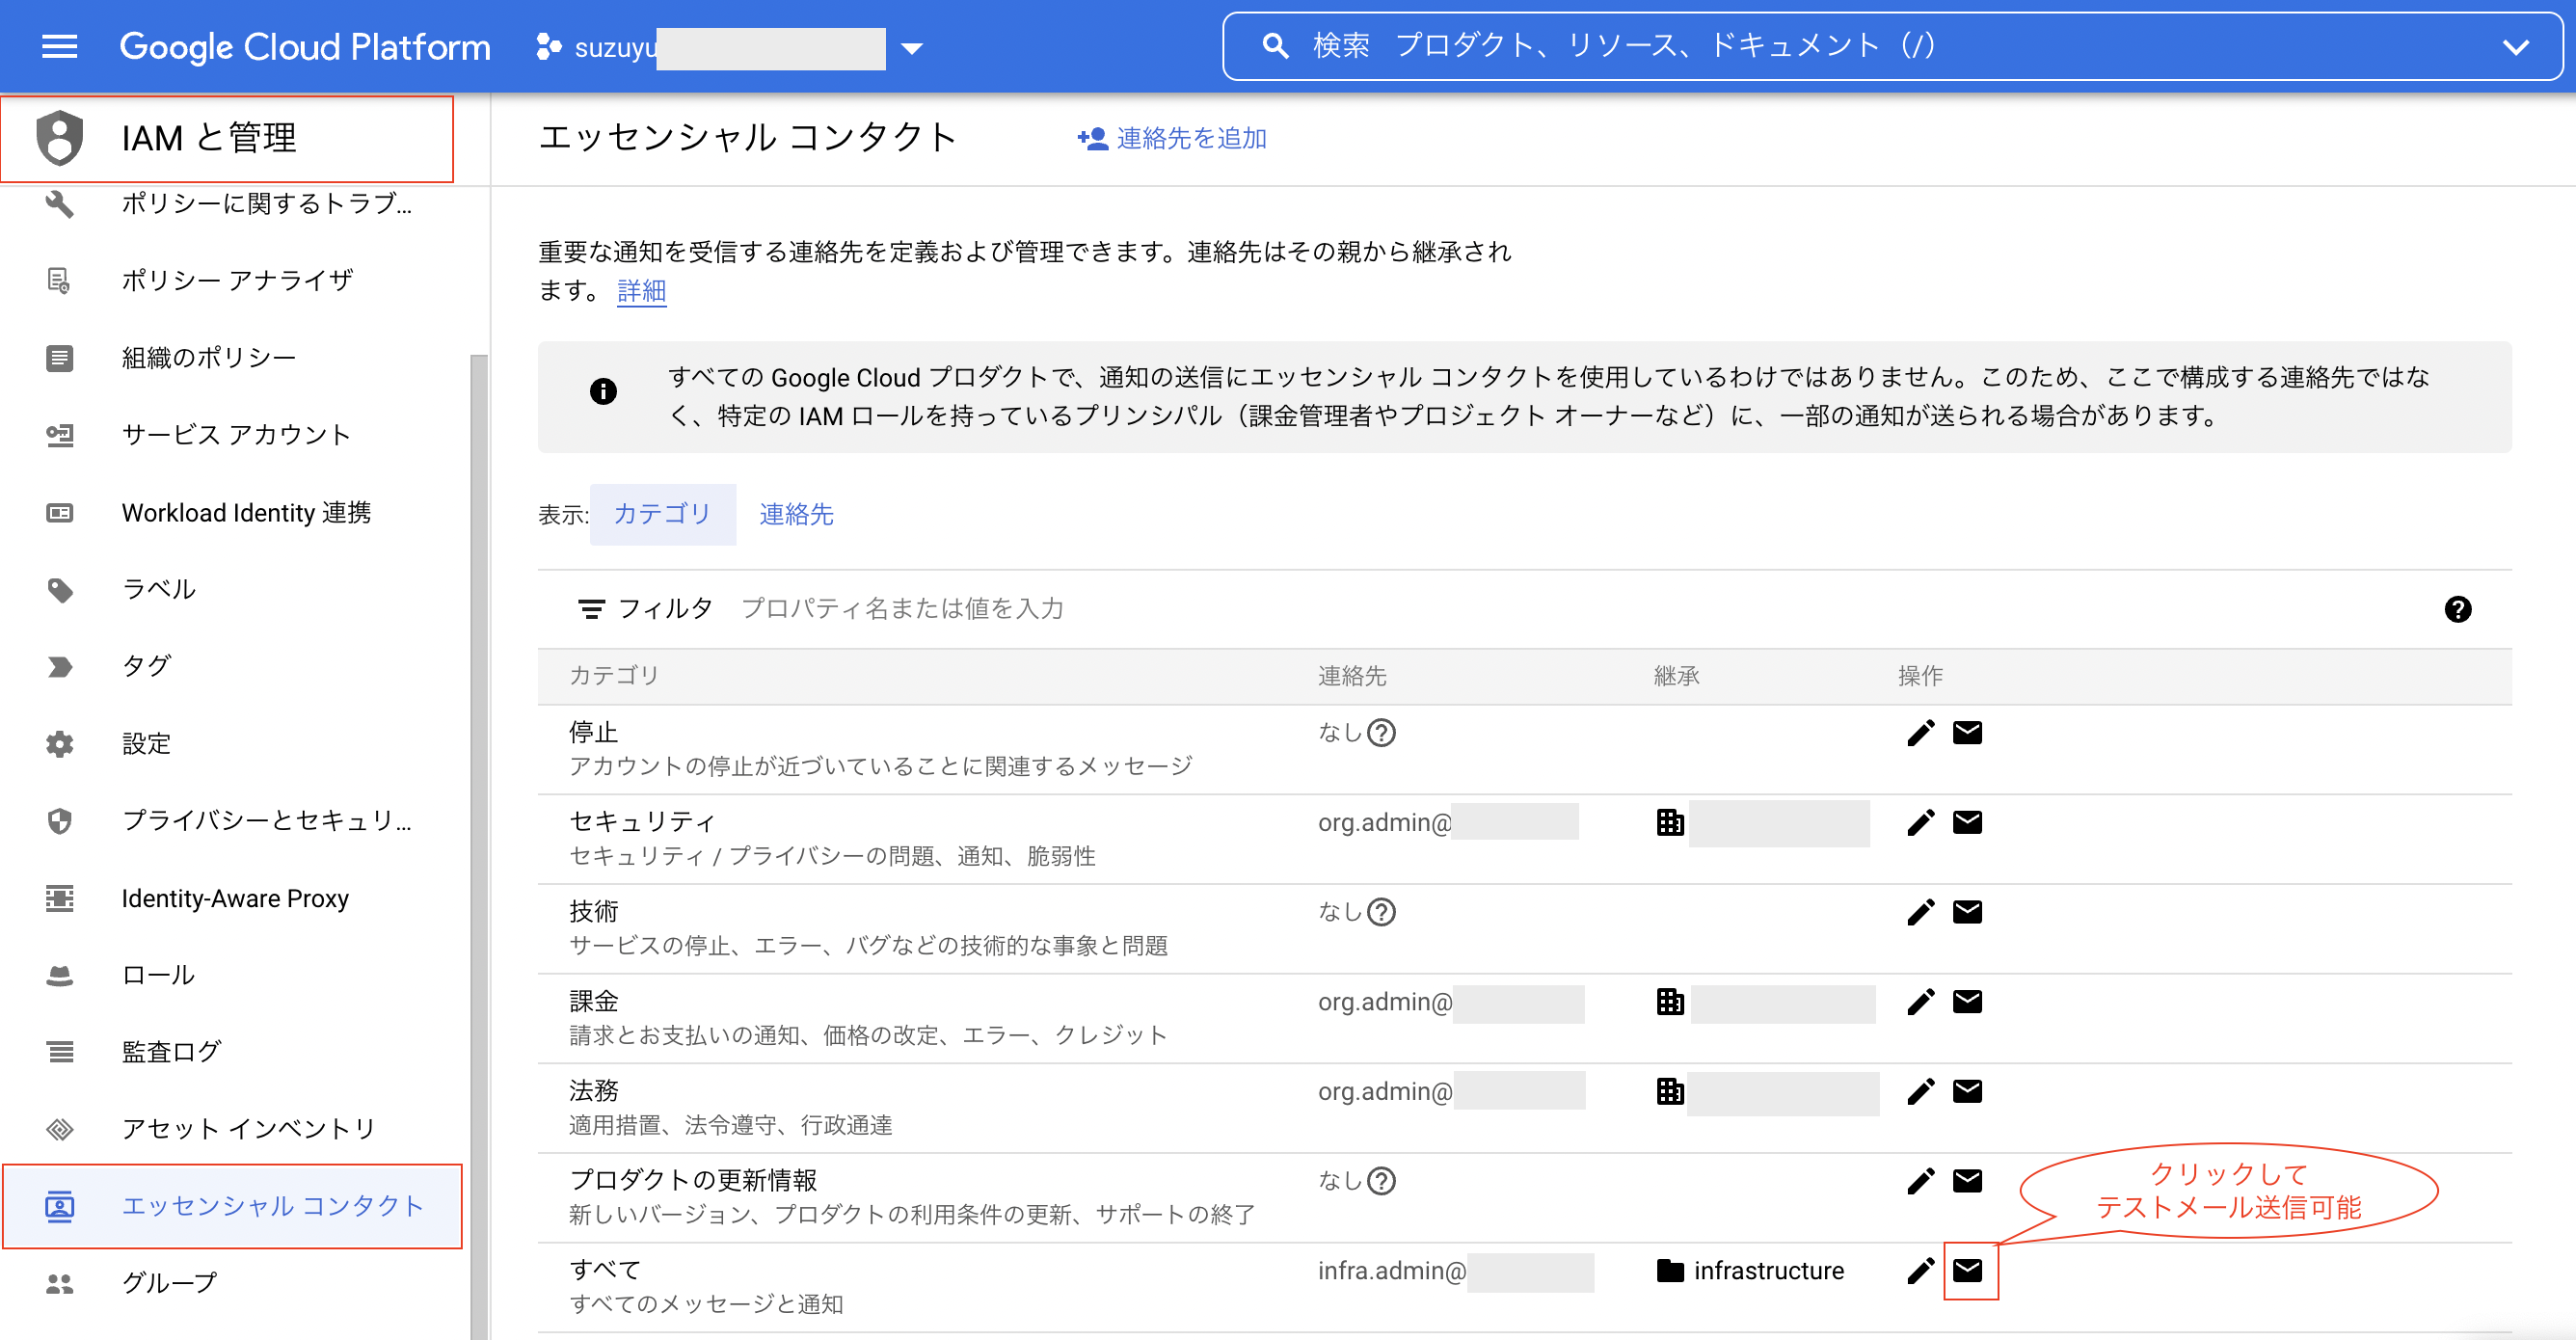 Google Cloud Platform
suzuyu
検索 プロダクト、リソース、ドキュメント (/)
IAM と管理
ポリシーに関するトラブ...
ポリシー アナライザ
組織のポリシー
サービス アカウント
Workload Identity 連携
ラベル
タグ
設定
プライバシーとセキュリ...
Identity-Aware Proxy
ロール
監査ログ
アセット インベントリ
エッセンシャル コンタクト
グループ
エッセンシャル コンタクト
連絡先を追加
重要な通知を受信する連絡先を定義および管理できます。連絡先はその親から継承され
ます。 詳細
すべての Google Cloud プロダクトで、通知の送信にエッセンシャル コンタクトを使用しているわけではありません。このため、ここで構成する連絡先ではな
く、特定の IAM ロールを持っているプリンシパル（課金管理者やプロジェクト オーナーなど）に、一部の通知が送られる場合があります。
表示: カテゴリ 連絡先
フィルタ プロパティ名または値を入力
カテゴリ 連絡先 継承 操作
停止 なし
アカウントの停止が近づいていることに関連するメッセージ
セキュリティ org.admin@
セキュリティ / プライバシーの問題、通知、脆弱性
技術 なし
サービスの停止、エラー、バグなどの技術的な事象と問題
課金 org.admin@
請求とお支払いの通知、価格の改定、エラー、クレジット
法務 org.admin@
適用措置、法令遵守、行政通達
プロダクトの更新情報 なし
新しいバージョン、プロダクトの利用条件の更新、サポートの終了
クリックして
テストメール送信可能
すべて infra.admin@ infrastructure
すべてのメッセージと通知